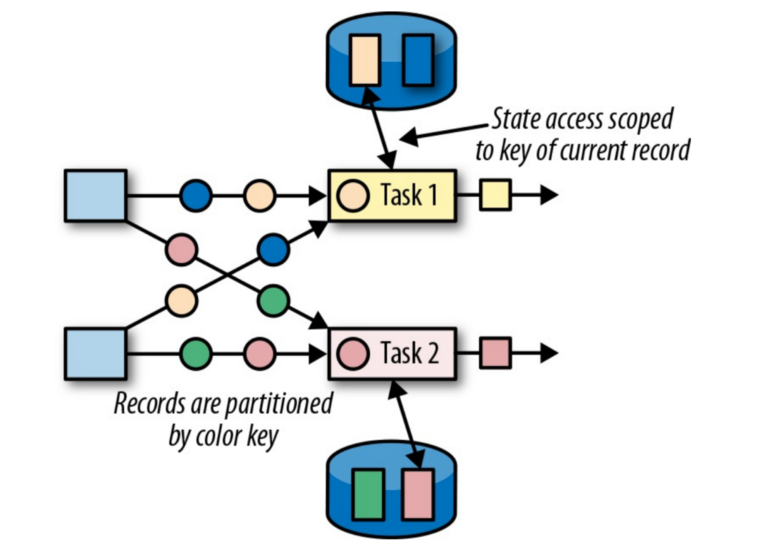 State access scoped
to key of current record
Task 1
Task 2
Records are partitioned
by color key